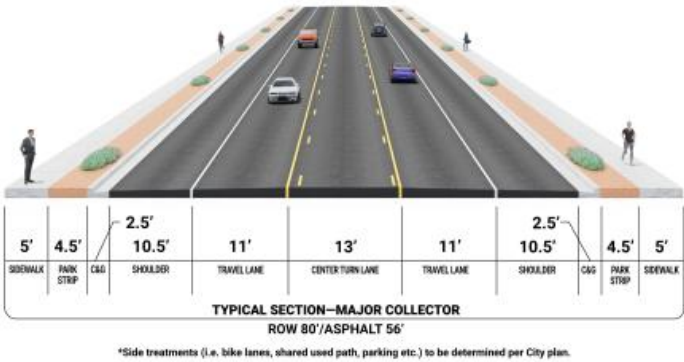 2.5' 2.5'
5' 4.5' 10.5' 11' 13' 11' 10.5' 4.5' 5'
SIDEWALK PARK STRIP C&G SHOULDER TRAVEL LANE CENTER TURN LANE TRAVEL LANE SHOULDER C&G PARK STRIP SIDEWALK
TYPICAL SECTION—MAJOR COLLECTOR
ROW 80'/ASPHALT 56'
*Side treatments (i.e. bike lanes, shared used path, parking etc.) to be determined per City plan.